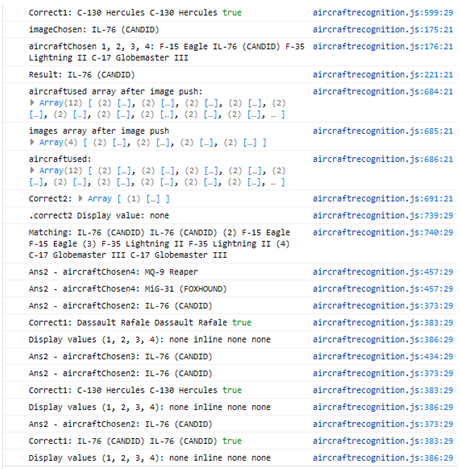 Correct1: C-130 Hercules C-130 Hercules true aircraftrecognition.js:599:29
imageChosen: IL-76 (CANDID) aircraftrecognition.js:175:21
aircraftChosen 1, 2, 3, 4: F-15 Eagle IL-76 (CANDID) F-35 aircraftrecognition.js:176:21
Lightning II C-17 Globemaster III
Result: IL-76 (CANDID) aircraftrecognition.js:221:21
aircraftUsed array after image push: aircraftrecognition.js:684:21
▶ Array(12) [ (2) […], (2) […], (2) […], (2) […], (2)
[…], (2) […], (2) […], (2) […], (2) […], (2) […], … ]
images array after image push aircraftrecognition.js:685:21
▶ Array(4) [ (2) […], (2) […], (2) […], (2) […] ]
aircraftUsed: aircraftrecognition.js:686:21
▶ Array(12) [ (2) […], (2) […], (2) […], (2) […], (2)
[…], (2) […], (2) […], (2) […], (2) […], (2) […], … ]
Correct2: ▶ Array [ (1) […] ] aircraftrecognition.js:691:21
.correct2 Display value: none aircraftrecognition.js:739:29
Matching: IL-76 (CANDID) IL-76 (CANDID) (2) F-15 Eagle aircraftrecognition.js:740:29
F-15 Eagle (3) F-35 Lightning II F-35 Lightning II (4)
C-17 Globemaster III C-17 Globemaster III
Ans2 - aircraftChosen4: MQ-9 Reaper aircraftrecognition.js:457:29
Ans2 - aircraftChosen4: MiG-31 (FOXHOUND) aircraftrecognition.js:457:29
Ans2 - aircraftChosen2: IL-76 (CANDID) aircraftrecognition.js:373:29
Correct1: Dassault Rafale Dassault Rafale true aircraftrecognition.js:383:29
Display values (1, 2, 3, 4): none inline none none aircraftrecognition.js:386:29
Ans2 - aircraftChosen3: IL-76 (CANDID) aircraftrecognition.js:434:29
Ans2 - aircraftChosen2: IL-76 (CANDID) aircraftrecognition.js:373:29
Correct1: C-130 Hercules C-130 Hercules true aircraftrecognition.js:383:29
Display values (1, 2, 3, 4): none inline none none aircraftrecognition.js:386:29
Ans2 - aircraftChosen2: IL-76 (CANDID) aircraftrecognition.js:373:29
Correct1: IL-76 (CANDID) IL-76 (CANDID) true aircraftrecognition.js:383:29
Display values (1, 2, 3, 4): none inline none none aircraftrecognition.js:386:29